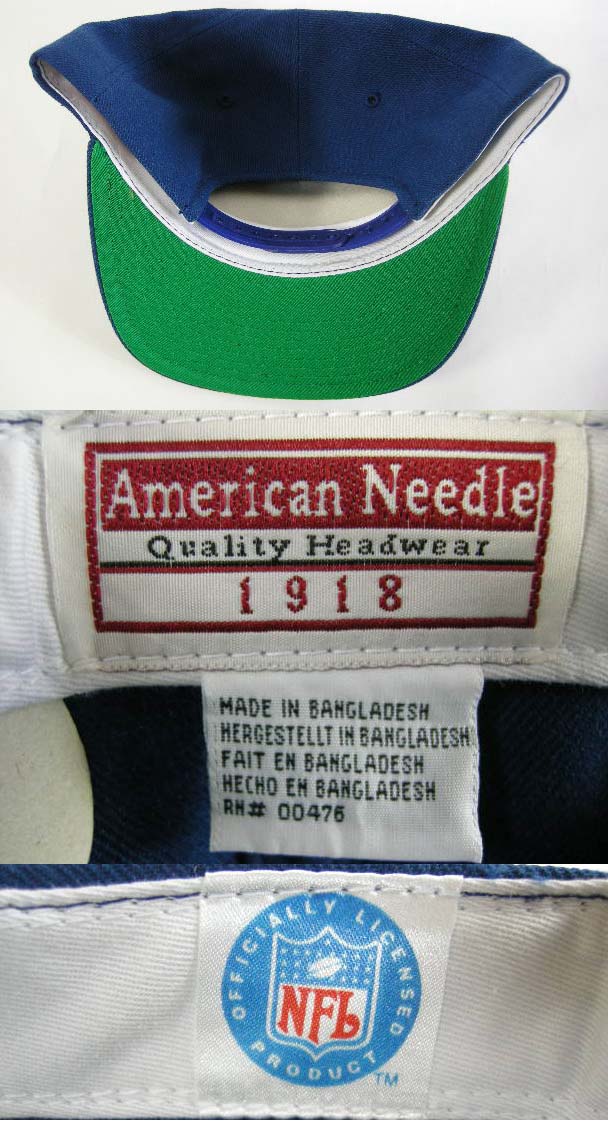 American Needle
Quality Headwear
1918
MADE IN BANGLADESH
HERGESTELLT IN BANGLADESH
FAIT EN BANGLADESH
HECHO EN BANGLADESH
RN# 00476
OFFICIALLY LICENSED
NFL
PRODUCT
TM